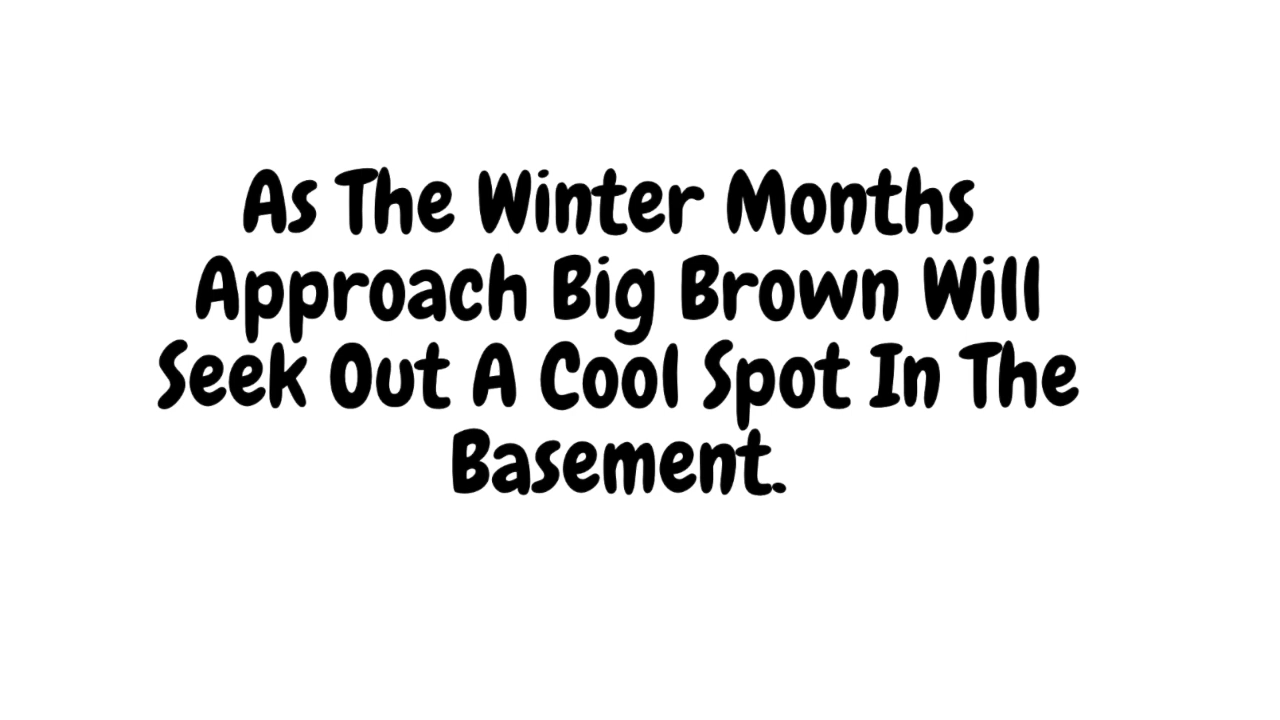 As The Winter Months
Approach Big Brown Will
Seek Out A Cool Spot In The
Basement.